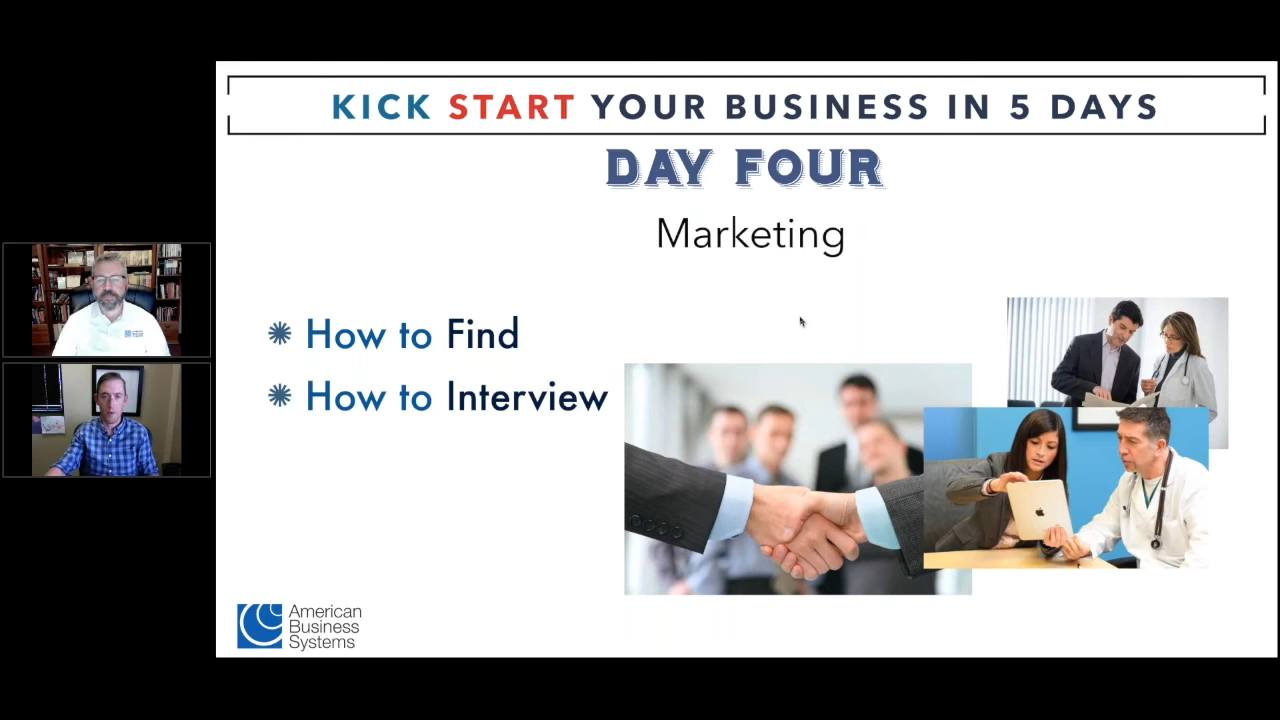 KICK START YOUR BUSINESS IN 5 DAYS
DAY FOUR
Marketing
How to Find
How to Interview
American
Business
Systems